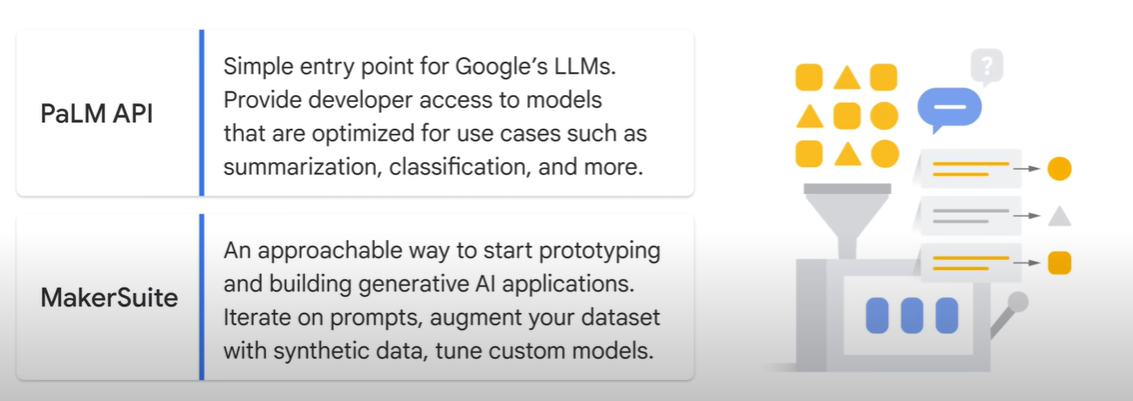 PaLM API
Simple entry point for Google's LLMs.
Provide developer access to models
that are optimized for use cases such as
summarization, classification, and more.
MakerSuite
An approachable way to start prototyping
and building generative AI applications.
Iterate on prompts, augment your dataset
with synthetic data, tune custom models.
?